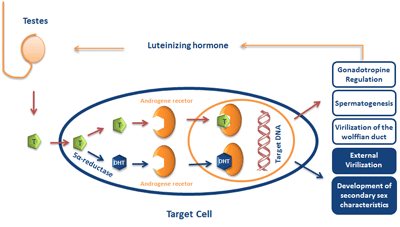 Testes
Luteinizing hormone
Gonadotropine
Regulation
Spermatogenesis
Virilization of the
wolffian duct
External
Virilization
Development of
secondary sex
characteristics
Androgene recetor
T
T
T
T
5α-reductase
DHT
DHT
Androgene recetor
Target DNA
Target Cell